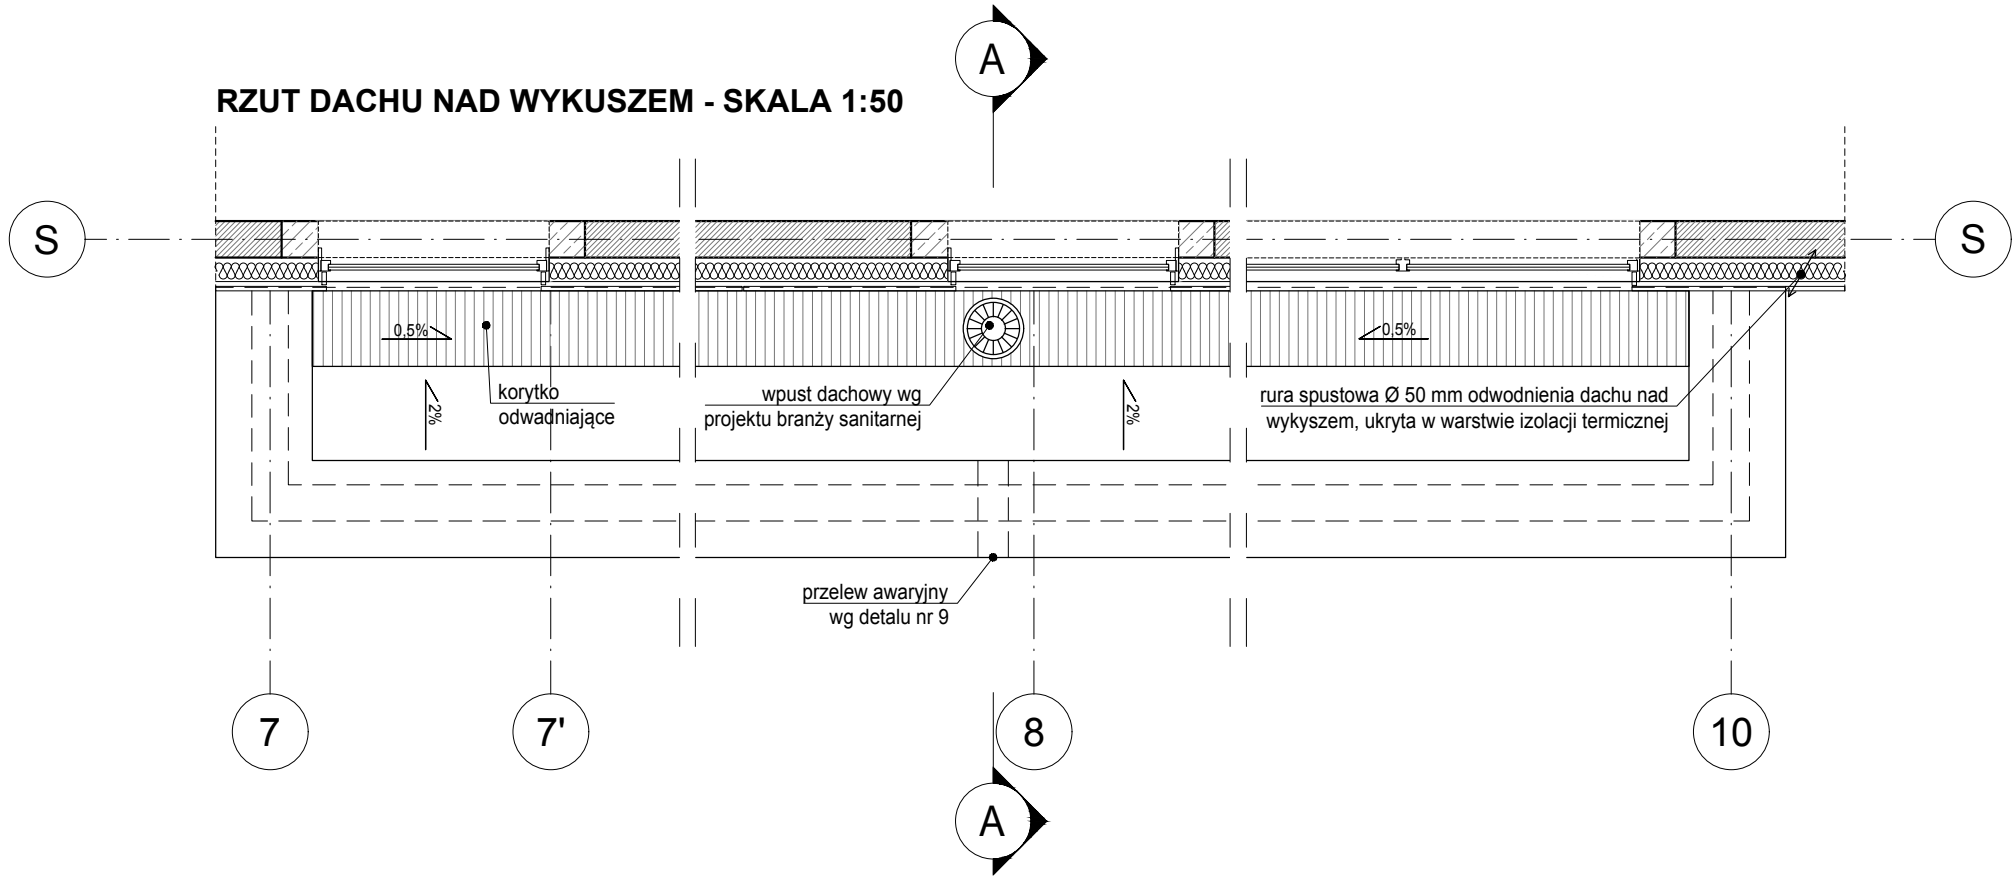 A
RZUT DACHU NAD WYKUSZEM - SKALA 1:50
S
S
0,5%
0,5%
korytko
odwadniające
2%
wpust dachowy wg
projektu branży sanitarnej
2%
rura spustowa Ø 50 mm odwodnienia dachu nad
wykyszem, ukryta w warstwie izolacji termicznej
przelew awaryjny
wg detalu nr 9
7
7'
8
10
A